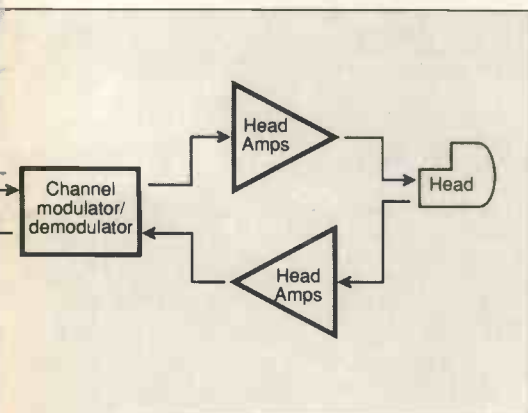 Head
Amps
Channel
modulator/
demodulator
Head
Head
Amps